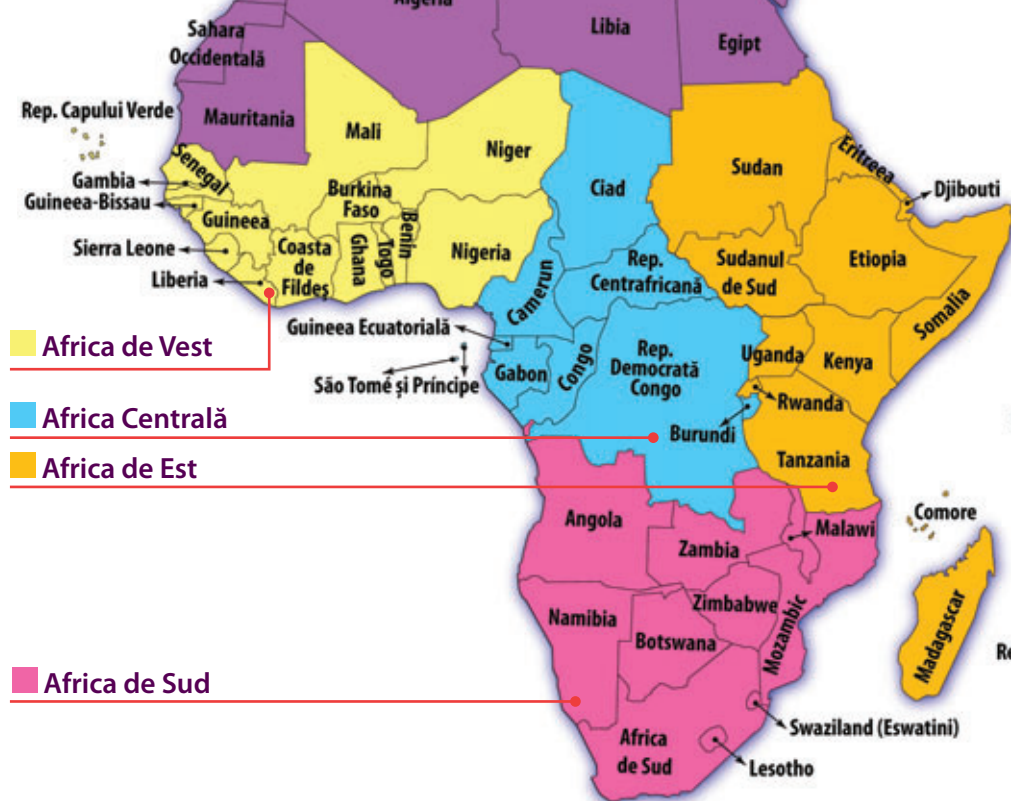 Algeria
Libia
Egipt
Sahara
Occidentală
Rep. Capului Verde
Mauritania
Mali
Niger
Ciad
Sudan
Eritreea
Djibouti
Senegal
Gambia
Guineea-Bissau
Guineea
Burkina
Faso
Benin
Nigeria
Sierra Leone
Coasta
de
Fildeș
Ghana
Togo
Liberia
Camerun
Rep.
Centrafricană
Sudanul
de Sud
Etiopia
Somalia
Guineea Ecuatorială
Africa de Vest
São Tomé și Príncipe
Gabon
Congo
Rep.
Democrată
Congo
Uganda
Kenya
Rwanda
Africa Centrală
Burundi
Africa de Est
Tanzania
Comore
Angola
Zambia
Malawi
Namibia
Zimbabwe
Botswana
Mozambic
Madagascar
Africa de Sud
Swaziland (Eswatini)
Africa
de Sud
Lesotho